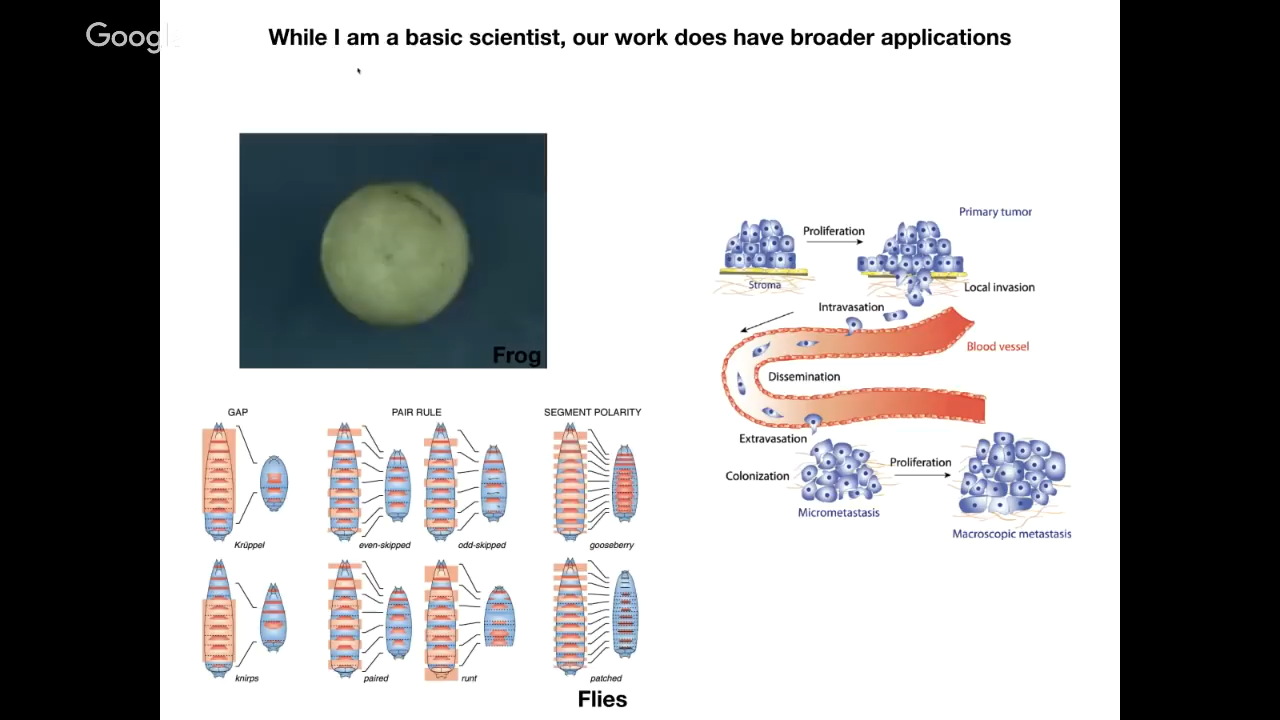 Google
While I am a basic scientist, our work does have broader applications
Frog
GAP
PAIR RULE
SEGMENT POLARITY
Krüppel
even-skipped
odd-skipped
gooseberry
knirps
paired
runt
patched
Flies
Primary tumor
Proliferation
Stroma
Local invasion
Intravasation
Blood vessel
Dissemination
Extravasation
Colonization
Proliferation
Micrometastasis
Macroscopic metastasis